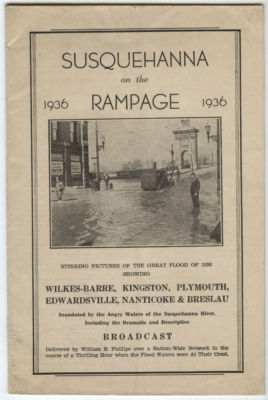 SUSQUEHANNA
on the
1936 RAMPAGE 1936
STIRRING PICTURES OF THE GREAT FLOOD OF 1936
SHOWING
WILKES-BARRE, KINGSTON, PLYMOUTH,
EDWARDSVILLE, NANTICOKE & BRESLAU
Inundated by the Angry Waters of the Susquehanna River.
Including the Dramatic and Descriptive
BROADCAST
Delivered by William B. Phillips over a Nation-Wide Network in the
course of a Thrilling Hour when the Flood Waters were At Their Crest.